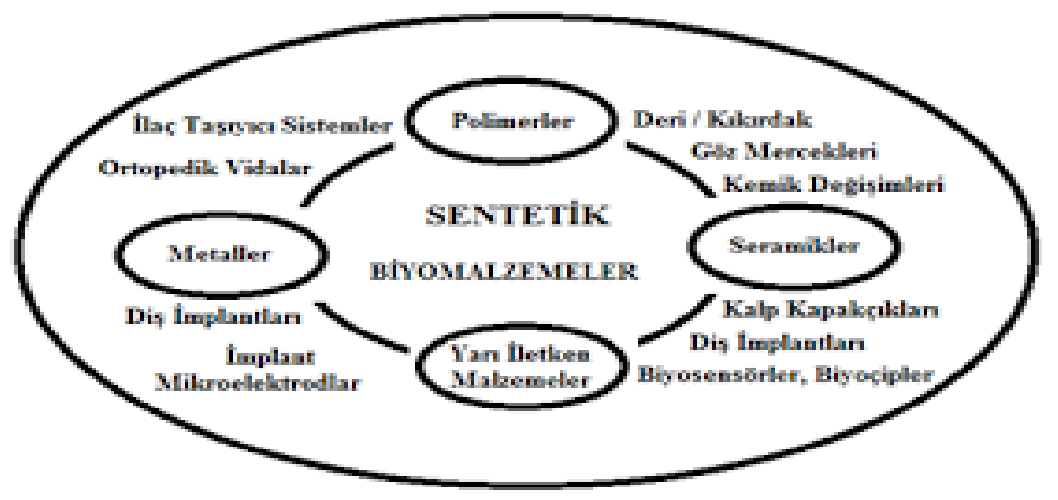 Polimerler
İlaç Taşıyıcı Sistemler
Deri / Kıkırdak
Ortopedik Vidalar
Göz Mercekleri
Kemik Değişimleri
SENTETİK
BİYOMALZEMELER
Metaller
Seramikler
Diş İmplantları
Kalp Kapakçıkları
İmplant
Mikroelektrodlar
Yarı İletken
Malzemeler
Diş İmplantları
Biyosensörler, Biyoçipler